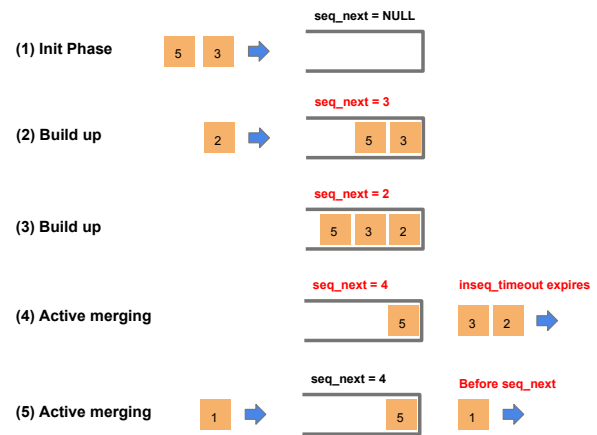 seq_next = NULL
(1) Init Phase 5 3
seq_next = 3
(2) Build up 2 5 3
seq_next = 2
(3) Build up 5 3 2
seq_next = 4 inseq_timeout expires
(4) Active merging 5 3 2
seq_next = 4 Before seq_next
(5) Active merging 1 5 1